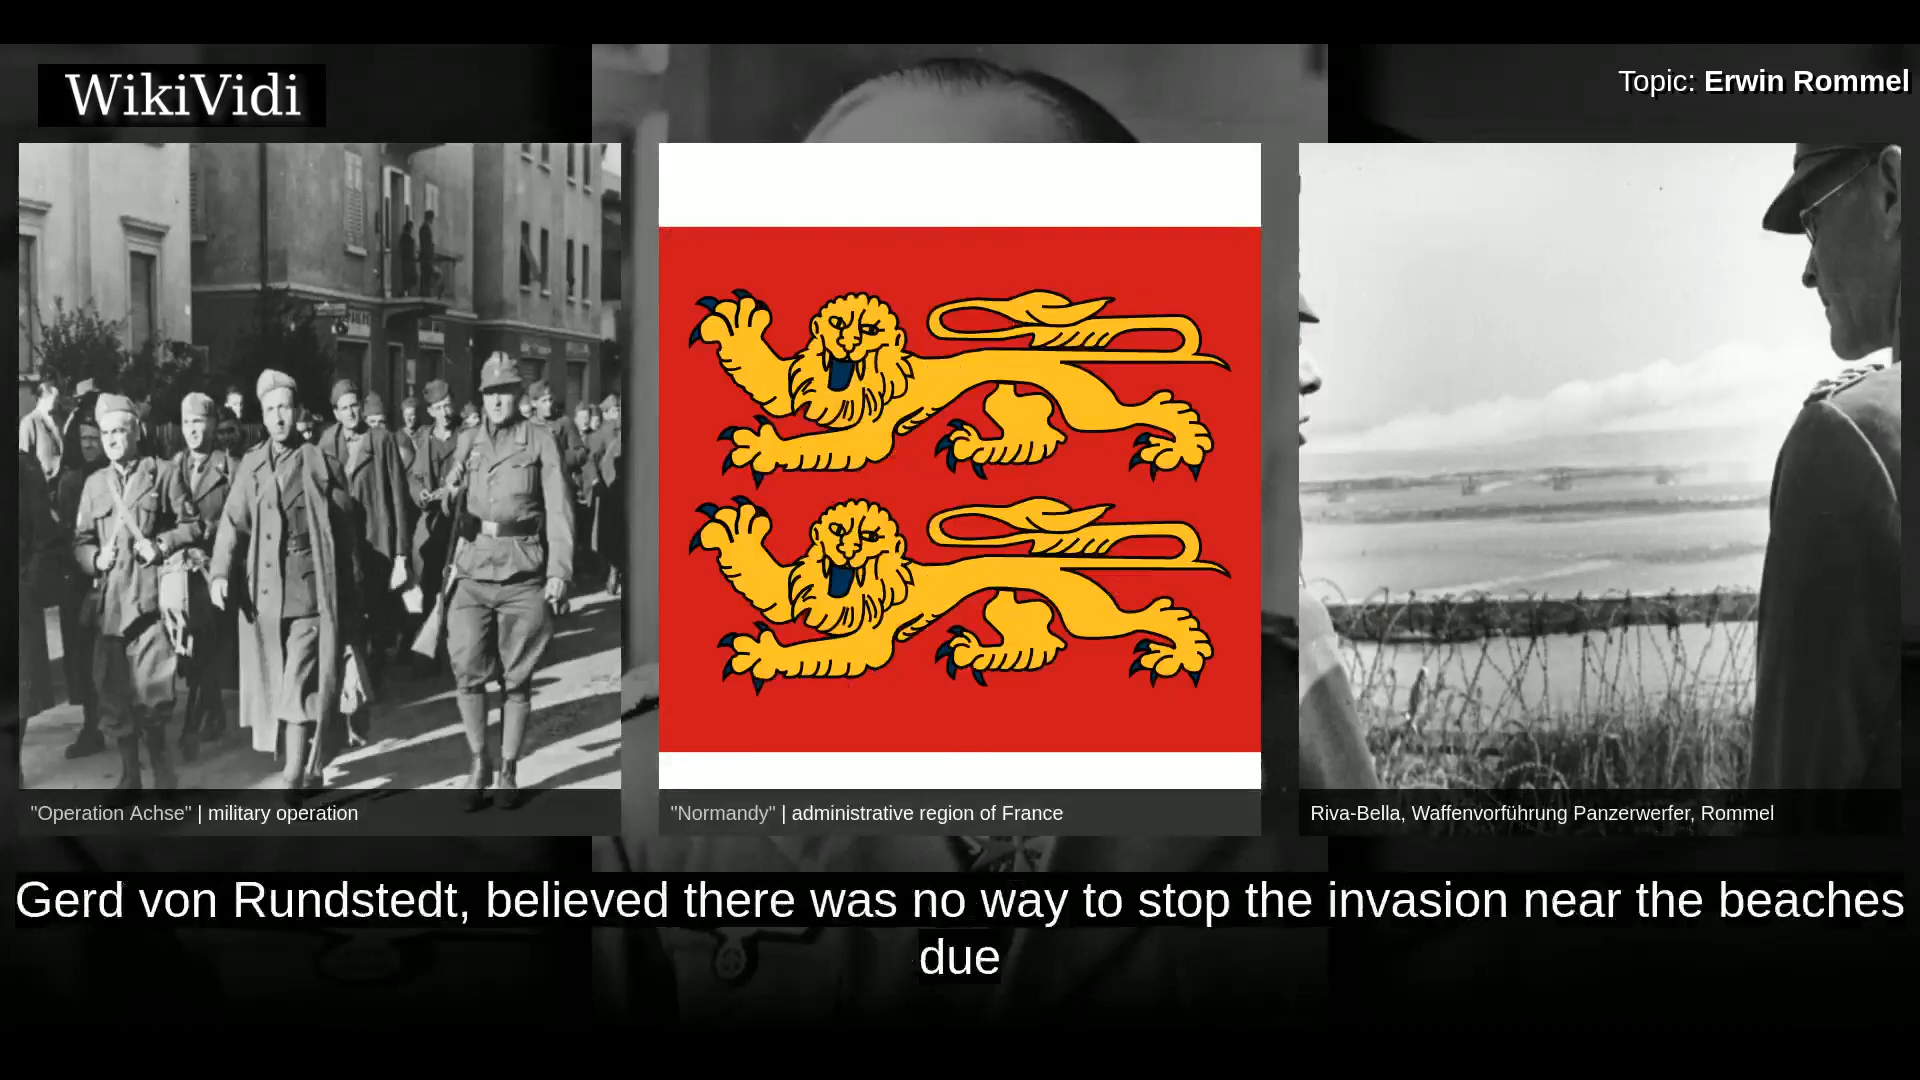 WikiVidi
Topic: Erwin Rommel
"Operation Achse" | military operation
"Normandy" | administrative region of France
Riva-Bella, Waffenvorführung Panzerwerfer, Rommel
Gerd von Rundstedt, believed there was no way to stop the invasion near the beaches
due